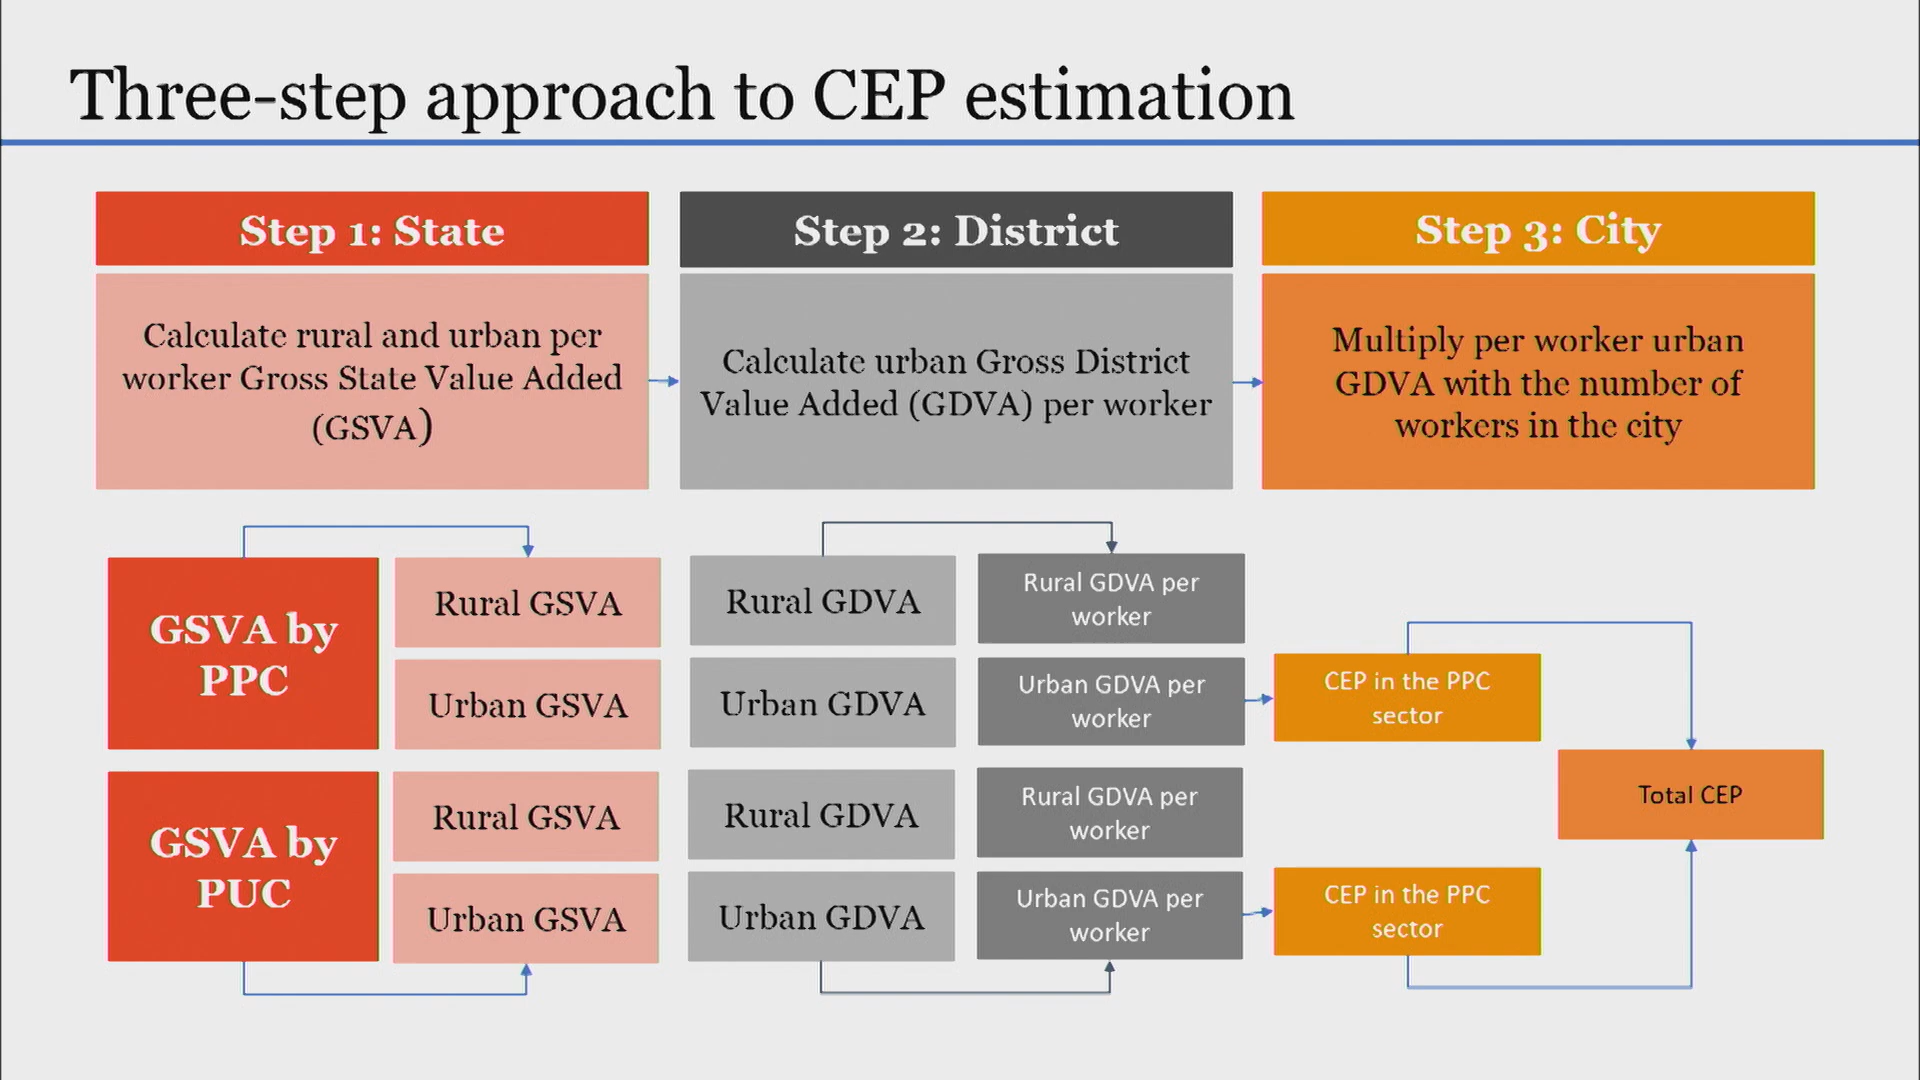 Three-step approach to CEP estimation
Step 1: State
Calculate rural and urban per
worker Gross State Value Added
(GSVA)
Step 2: District
Calculate urban Gross District
Value Added (GDVA) per worker
Step 3: City
Multiply per worker urban
GDVA with the number of
workers in the city
GSVA by
PPC
Rural GSVA
Urban GSVA
Rural GDVA
Urban GDVA
Rural GDVA per
worker
Urban GDVA per
worker
CEP in the PPC
sector
GSVA by
PUC
Rural GSVA
Urban GSVA
Rural GDVA
Urban GDVA
Rural GDVA per
worker
Urban GDVA per
worker
CEP in the PPC
sector
Total CEP